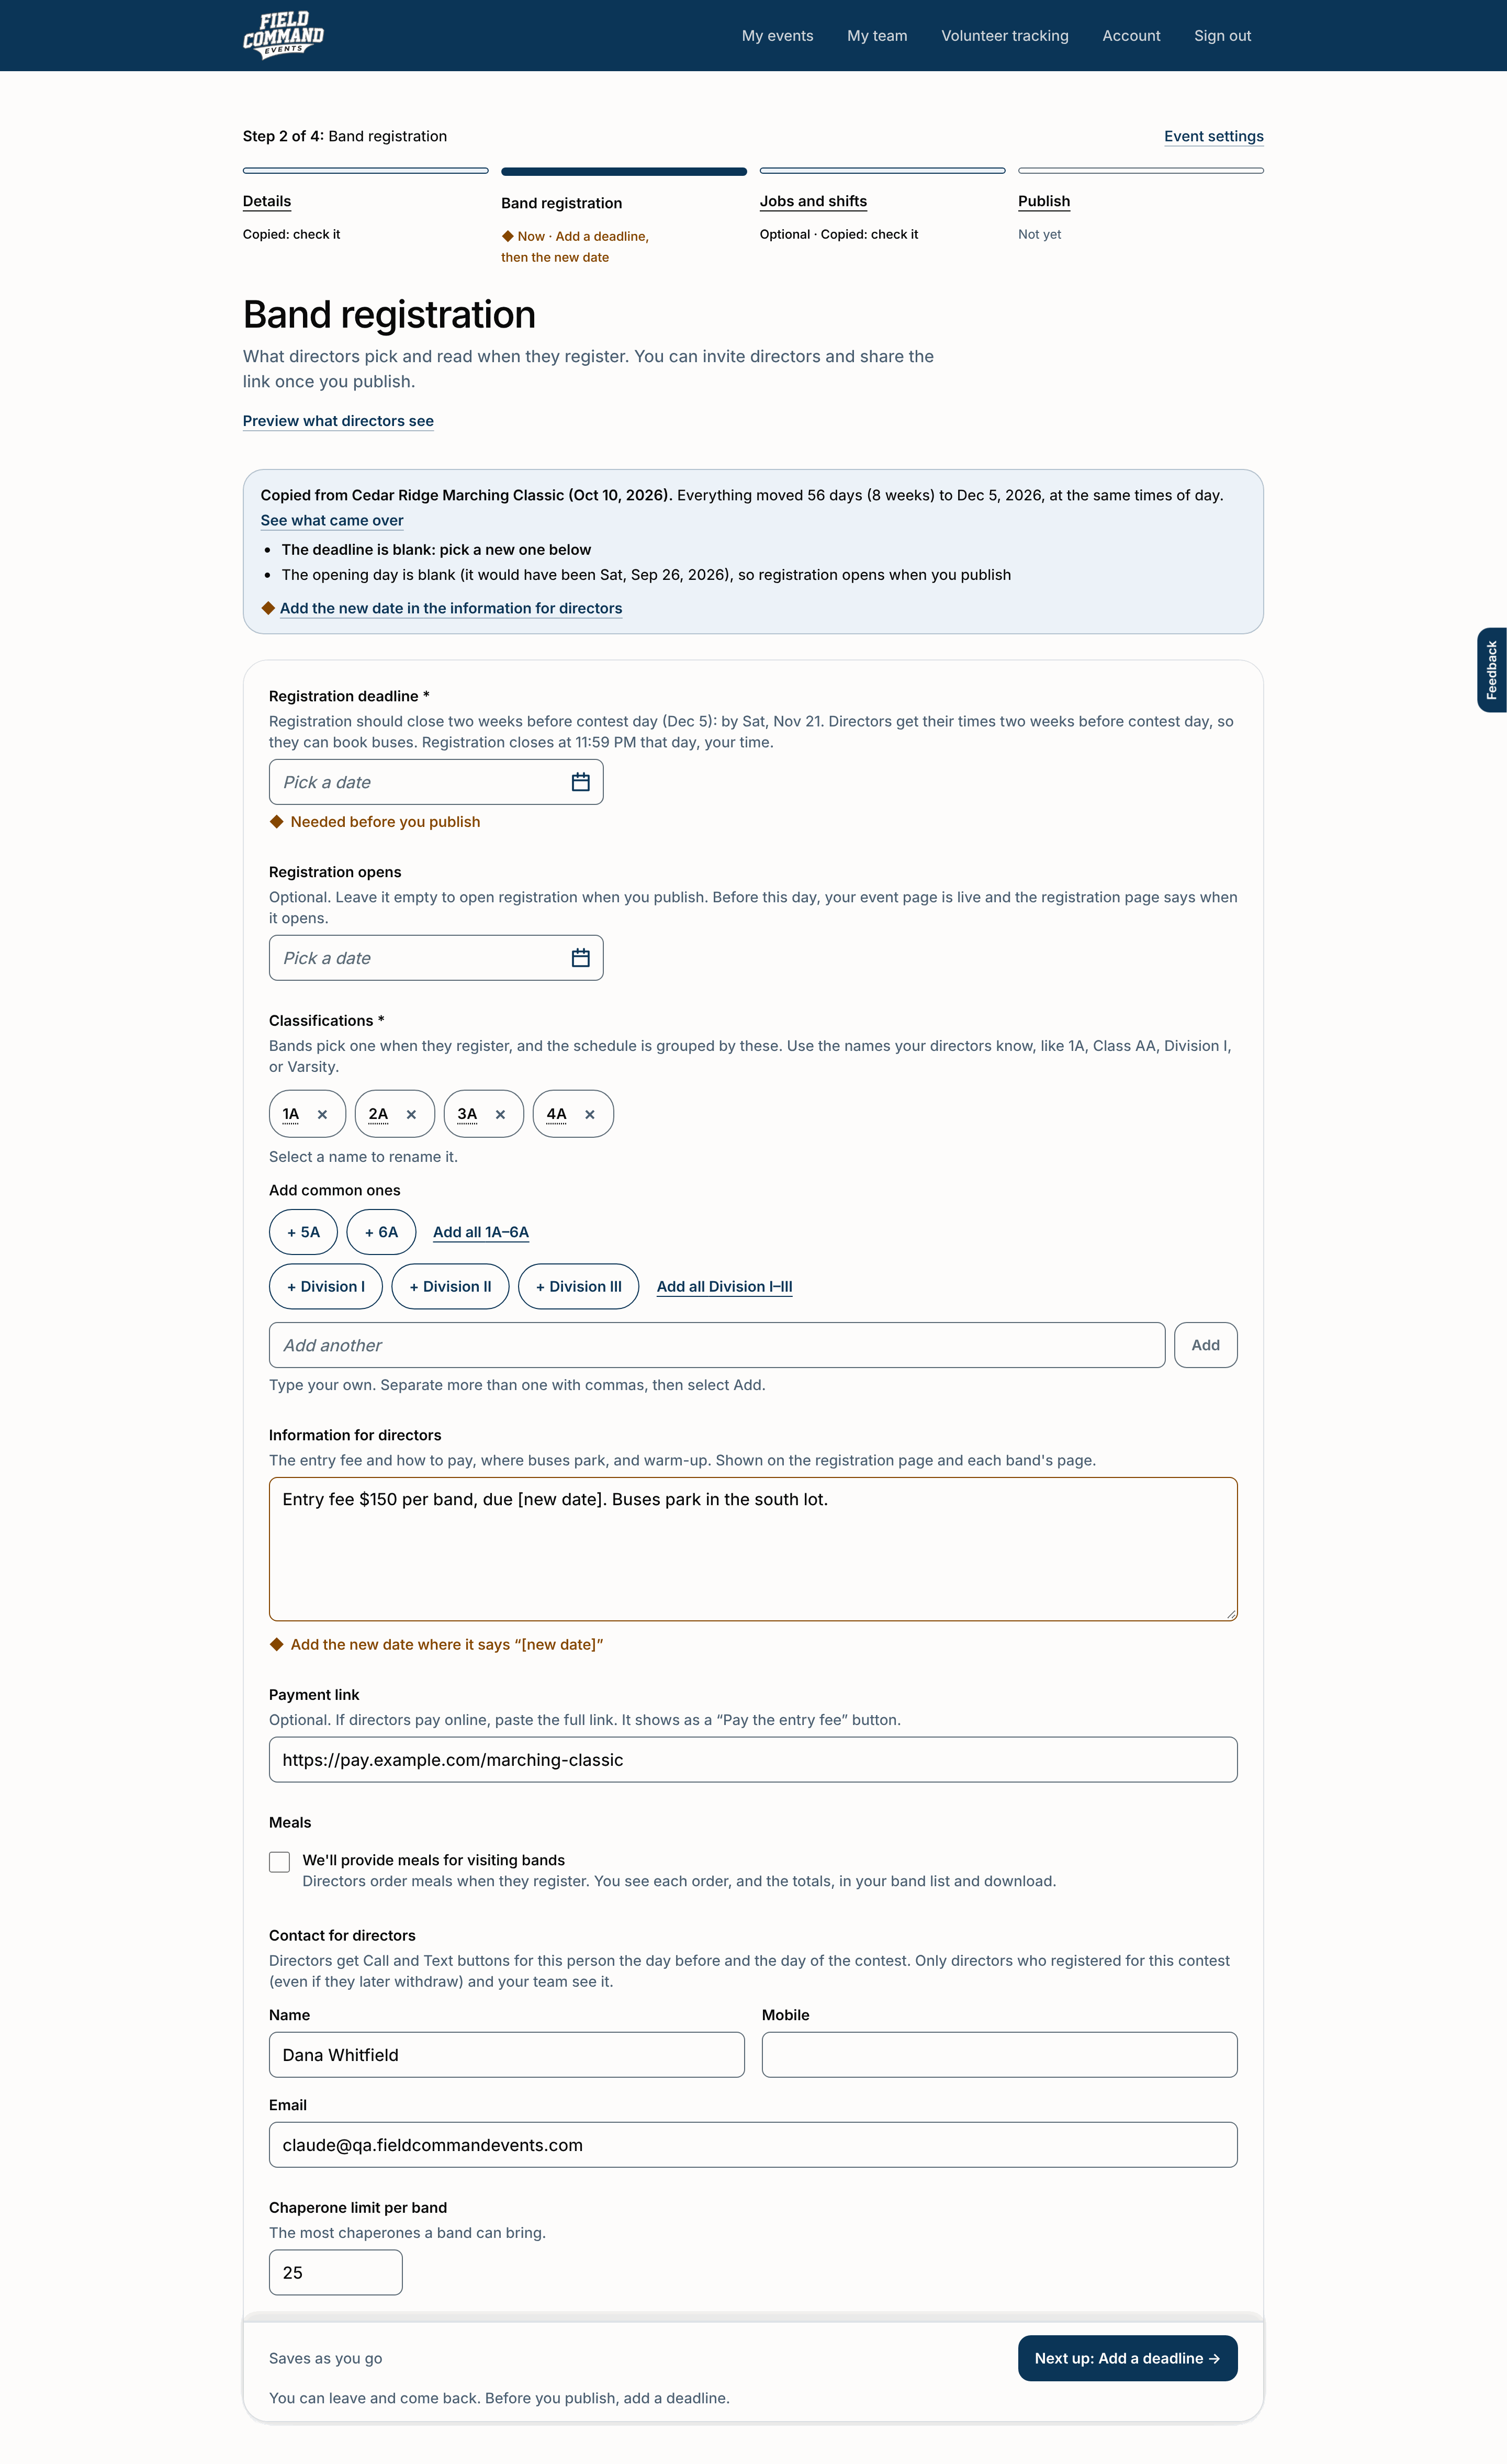 FIELD
COMMAND
EVENTS
My events
My team
Volunteer tracking
Account
Sign out
Step 2 of 4: Band registration
Event settings
Details
Copied: check it
Band registration
◆ Now · Add a deadline,
then the new date
Jobs and shifts
Optional · Copied: check it
Publish
Not yet
Band registration
What directors pick and read when they register. You can invite directors and share the
link once you publish.
Preview what directors see
Copied from Cedar Ridge Marching Classic (Oct 10, 2026). Everything moved 56 days (8 weeks) to Dec 5, 2026, at the same times of day.
See what came over
• The deadline is blank: pick a new one below
• The opening day is blank (it would have been Sat, Sep 26, 2026), so registration opens when you publish
◆ Add the new date in the information for directors
Feedback
Registration deadline *
Registration should close two weeks before contest day (Dec 5): by Sat, Nov 21. Directors get their times two weeks before contest day, so
they can book buses. Registration closes at 11:59 PM that day, your time.
Pick a date
◆ Needed before you publish
Registration opens
Optional. Leave it empty to open registration when you publish. Before this day, your event page is live and the registration page says when
it opens.
Pick a date
Classifications *
Bands pick one when they register, and the schedule is grouped by these. Use the names your directors know, like 1A, Class AA, Division I,
or Varsity.
1A × 2A × 3A × 4A ×
Select a name to rename it.
Add common ones
+ 5A + 6A Add all 1A–6A
+ Division I + Division II + Division III Add all Division I–III
Add another
Add
Type your own. Separate more than one with commas, then select Add.
Information for directors
The entry fee and how to pay, where buses park, and warm-up. Shown on the registration page and each band's page.
Entry fee $150 per band, due [new date]. Buses park in the south lot.
◆ Add the new date where it says “[new date]”
Payment link
Optional. If directors pay online, paste the full link. It shows as a “Pay the entry fee” button.
https://pay.example.com/marching-classic
Meals
We'll provide meals for visiting bands
Directors order meals when they register. You see each order, and the totals, in your band list and download.
Contact for directors
Directors get Call and Text buttons for this person the day before and the day of the contest. Only directors who registered for this contest
(even if they later withdraw) and your team see it.
Name
Dana Whitfield
Mobile
Email
claude@qa.fieldcommandevents.com
Chaperone limit per band
The most chaperones a band can bring.
25
Saves as you go
Next up: Add a deadline →
You can leave and come back. Before you publish, add a deadline.